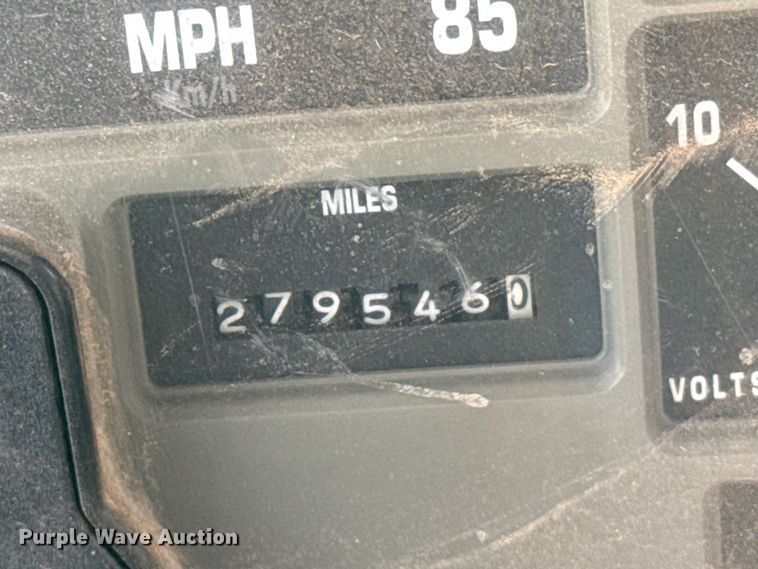 MPH 85
Km/h
10
MILES
2795460
VOLTS
Purple Wave Auction